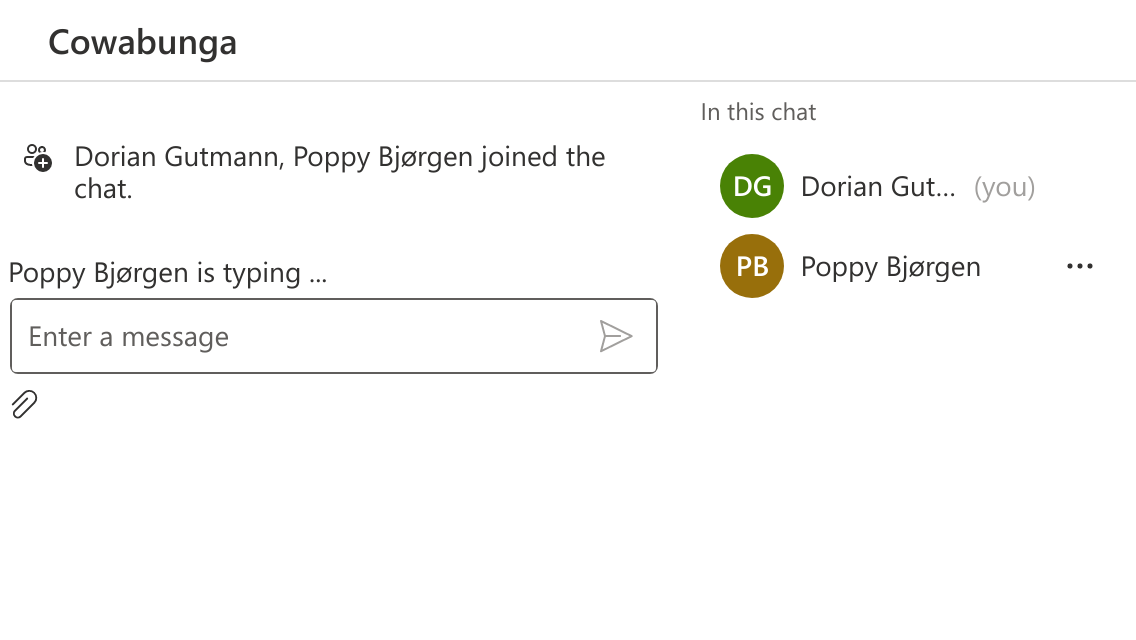 Cowabunga
Dorian Gutmann, Poppy Bjørgen joined the
chat.
Poppy Bjørgen is typing ...
Enter a message
In this chat
DG Dorian Gut... (you)
PB Poppy Bjørgen